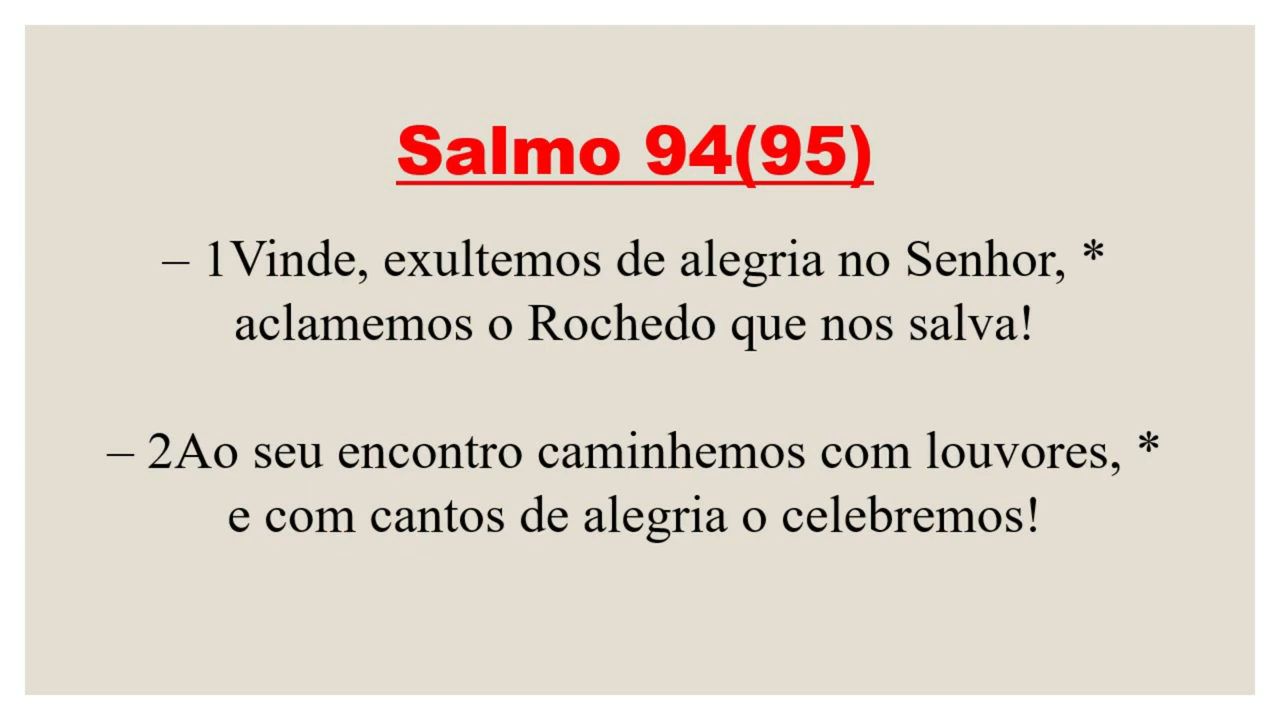 Salmo 94(95)
– 1Vinde, exultemos de alegria no Senhor, *
aclamemos o Rochedo que nos salva!
– 2Ao seu encontro caminhemos com louvores, *
e com cantos de alegria o celebremos!